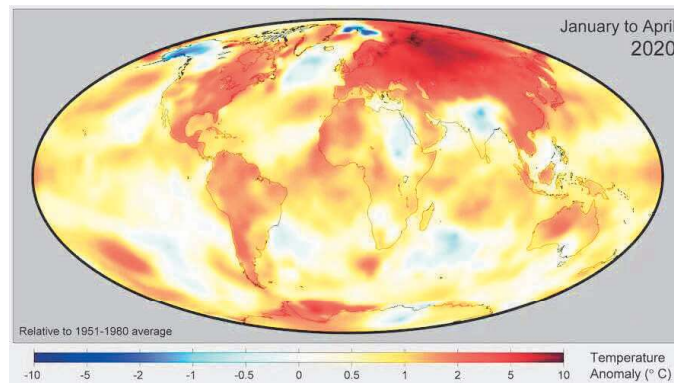 January to April
2020
Relative to 1951-1980 average
-10 -5 -2 -1 -0.5 0 0.5 1 2 5 10
Temperature
Anomaly (° C)